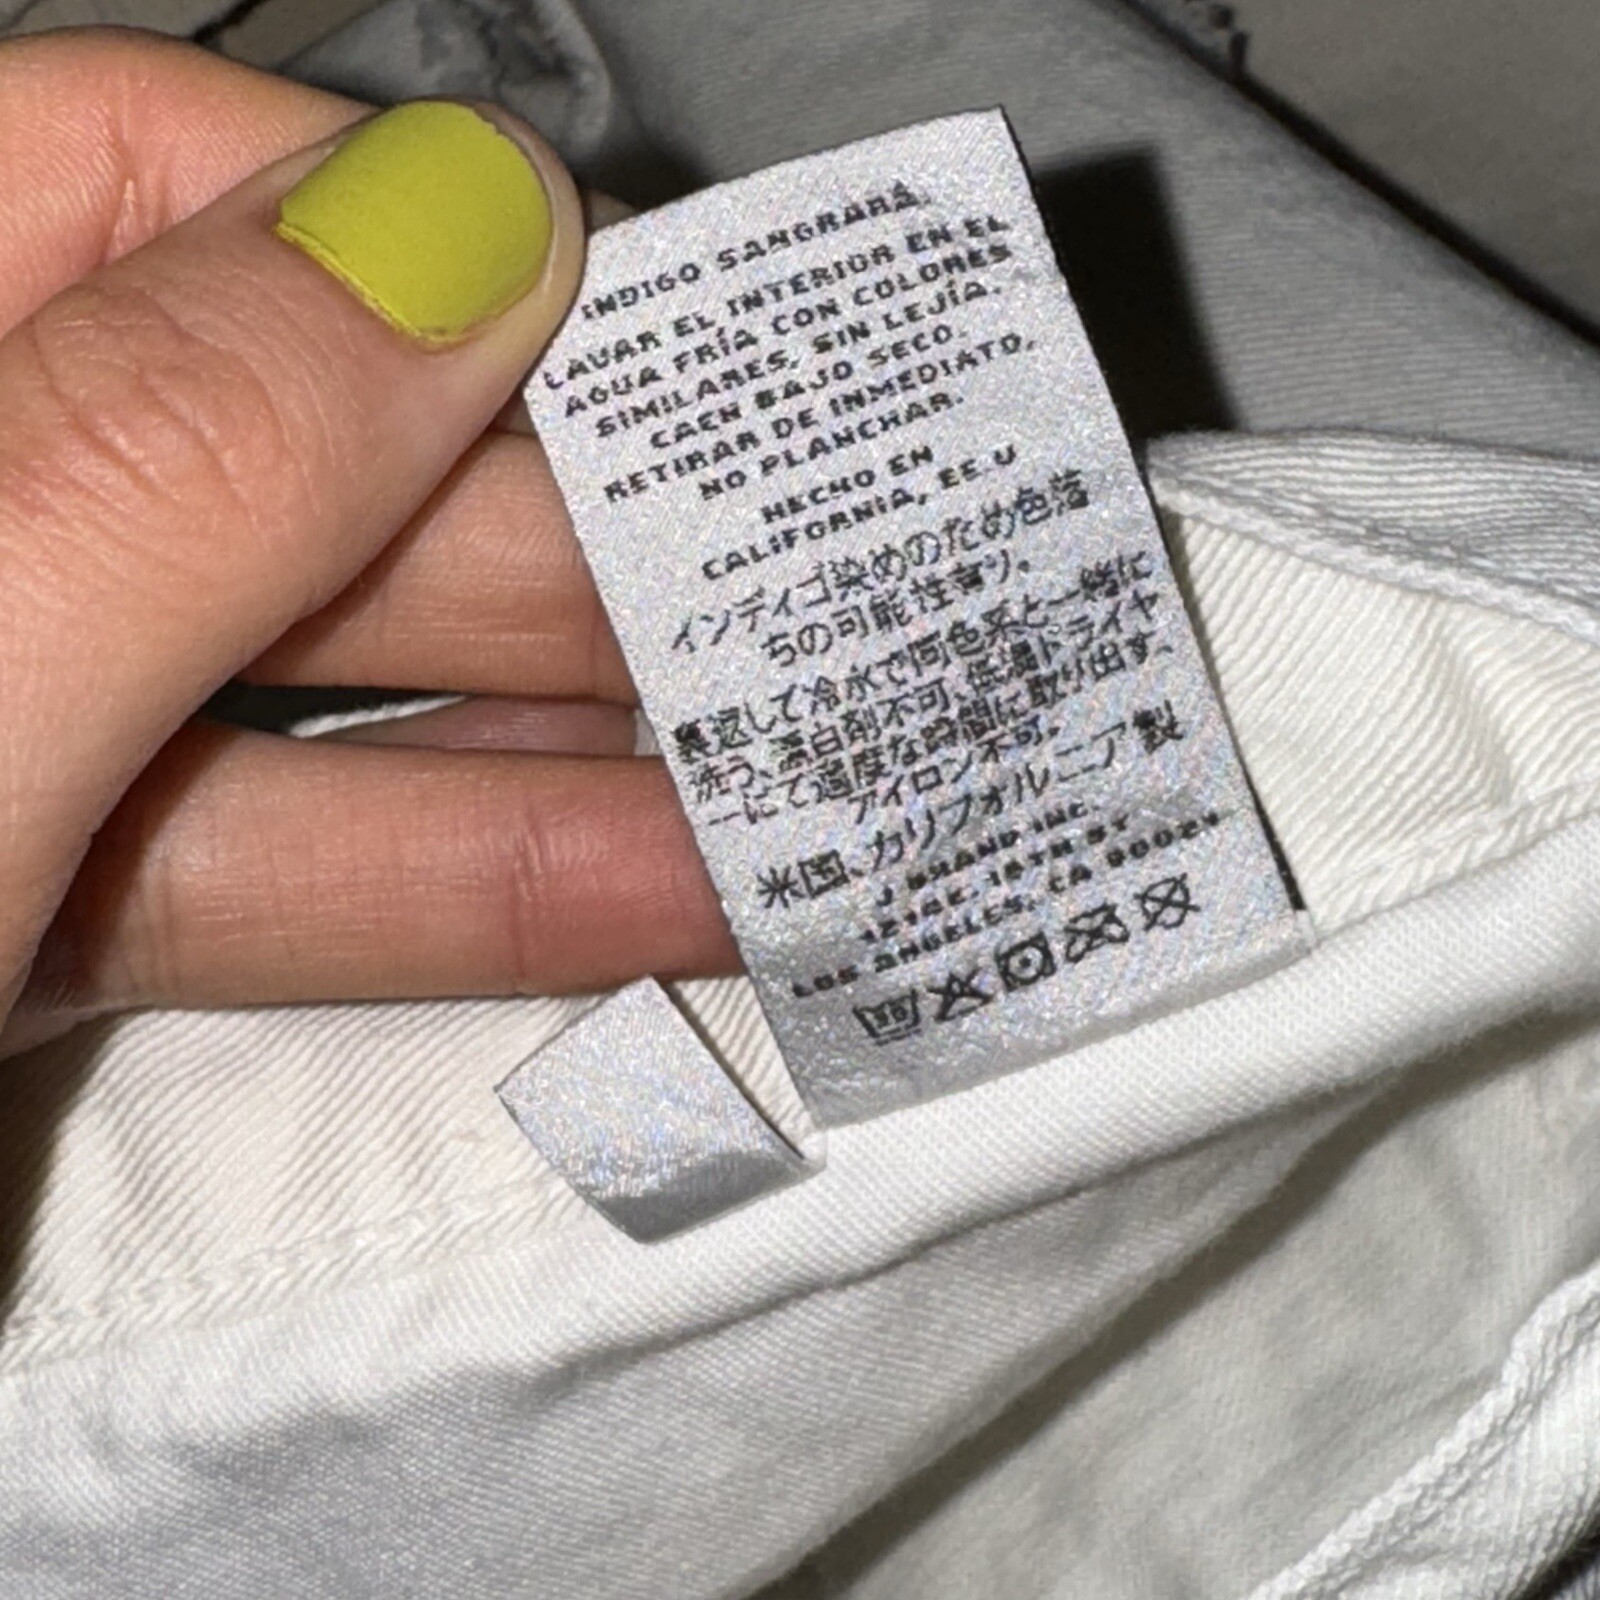 INDIGO SANGRARÁ.
LAVAR EL INTERIOR EN EL
AGUA FRÍA CON COLORES
SIMILARES, SIN LEJÍA.
CAEN BAJO SECO.
RETIRAR DE INMEDIATO.
NO PLANCHAR.
HECHO EN
CALIFORNIA, EE.U
インディゴ染めのため色落
ちの可能性有り。
裏返して冷水で同色系と一緒に
洗う、漂白剤不可、低温ドライヤ
ーにて適度な時間に取り出す、
アイロン不可。
米国、カリフォルニア製
J BRAND INC.
1214E. 18TH ST
LOS ANGELES, CA 90021